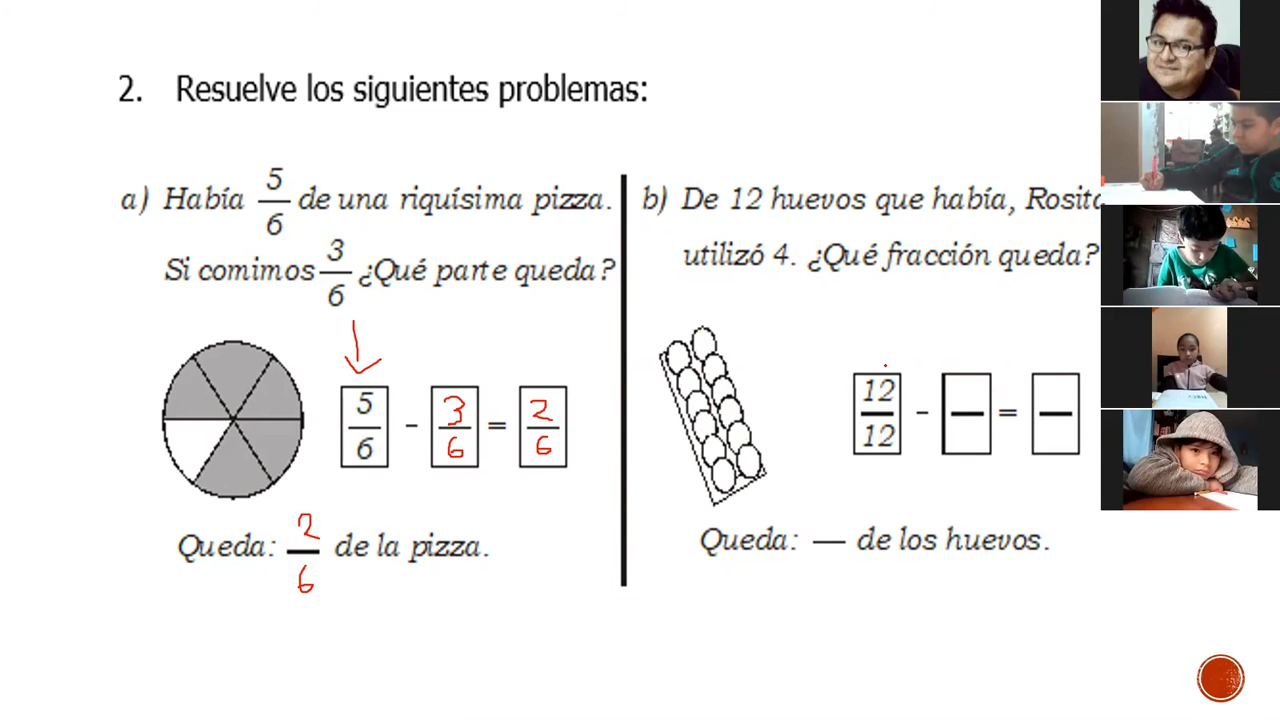 2. Resuelve los siguientes problemas:
a) Había 5/6 de una riquísima pizza.
Si comimos 3/6 ¿Qué parte queda?
5/6 - 3/6 = 2/6
Queda: 2/6 de la pizza.
b) De 12 huevos que había, Rosita
utilizó 4. ¿Qué fracción queda?
12/12 - — = —
Queda: — de los huevos.